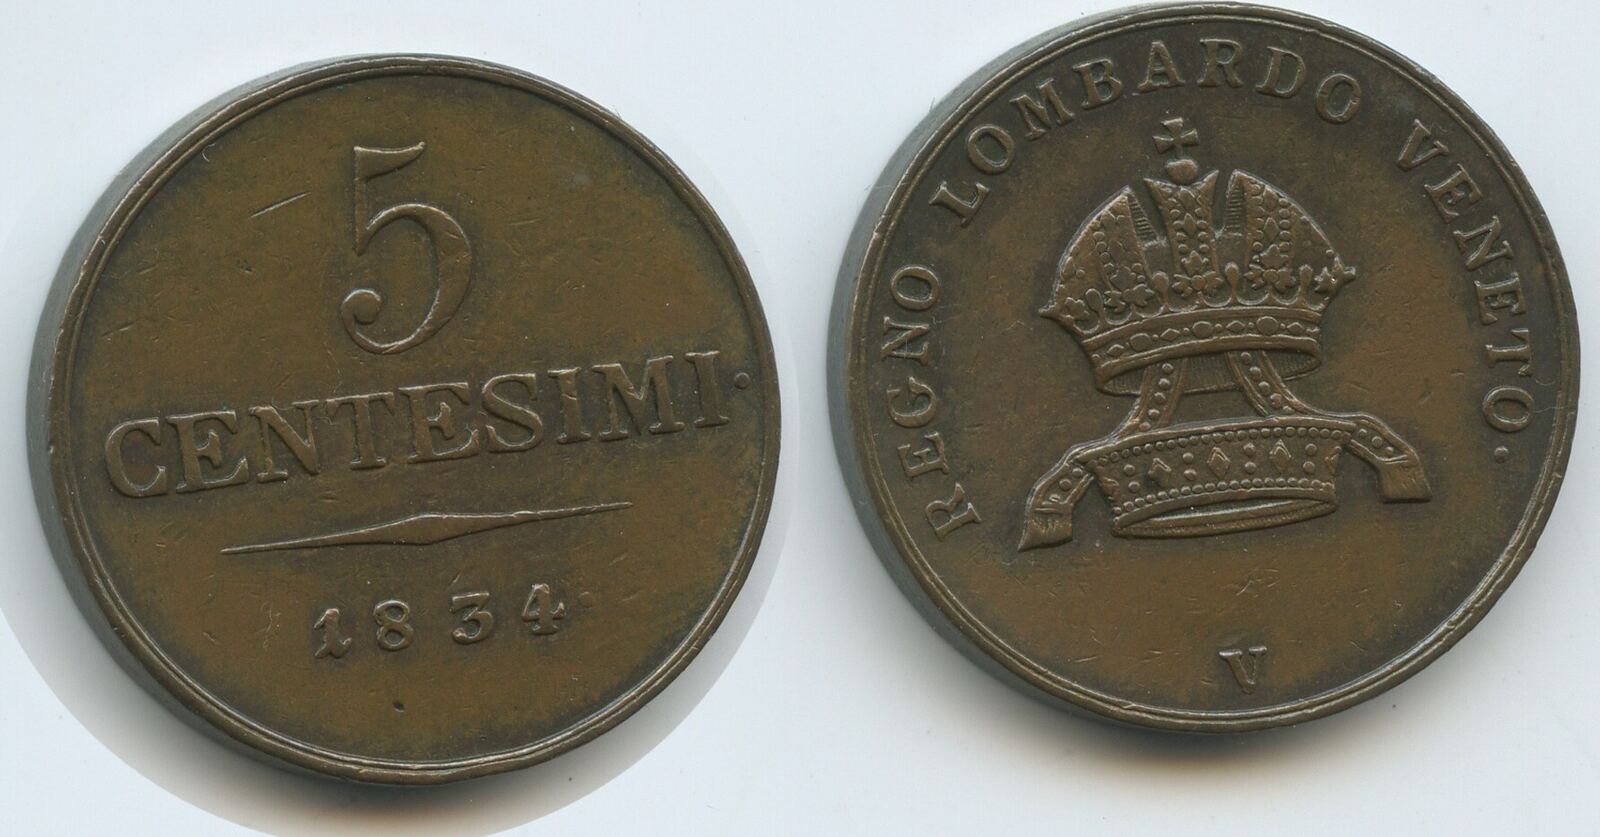 5
CENTESIMI·
1834·
REGNO LOMBARDO VENETO.
V